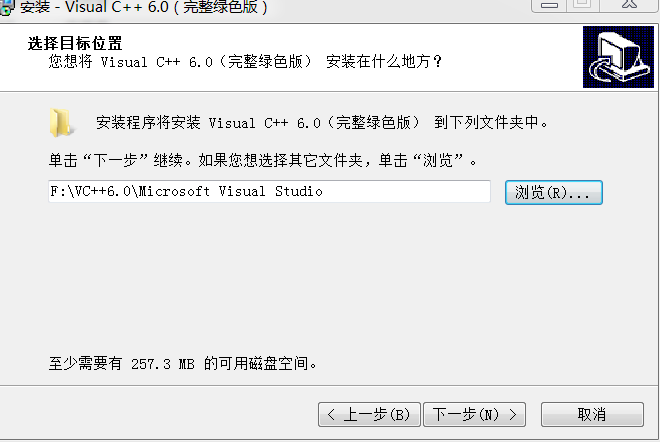 安装 - Visual C++ 6.0（完整绿色版）
选择目标位置
您想将 Visual C++ 6.0（完整绿色版） 安装在什么地方？
安装程序将安装 Visual C++ 6.0（完整绿色版） 到下列文件夹中。
单击“下一步”继续。如果您想选择其它文件夹，单击“浏览”。
F:\VC++6.0\Microsoft Visual Studio
浏览(R)...
至少需要有 257.3 MB 的可用磁盘空间。
< 上一步(B)
下一步(N) >
取消